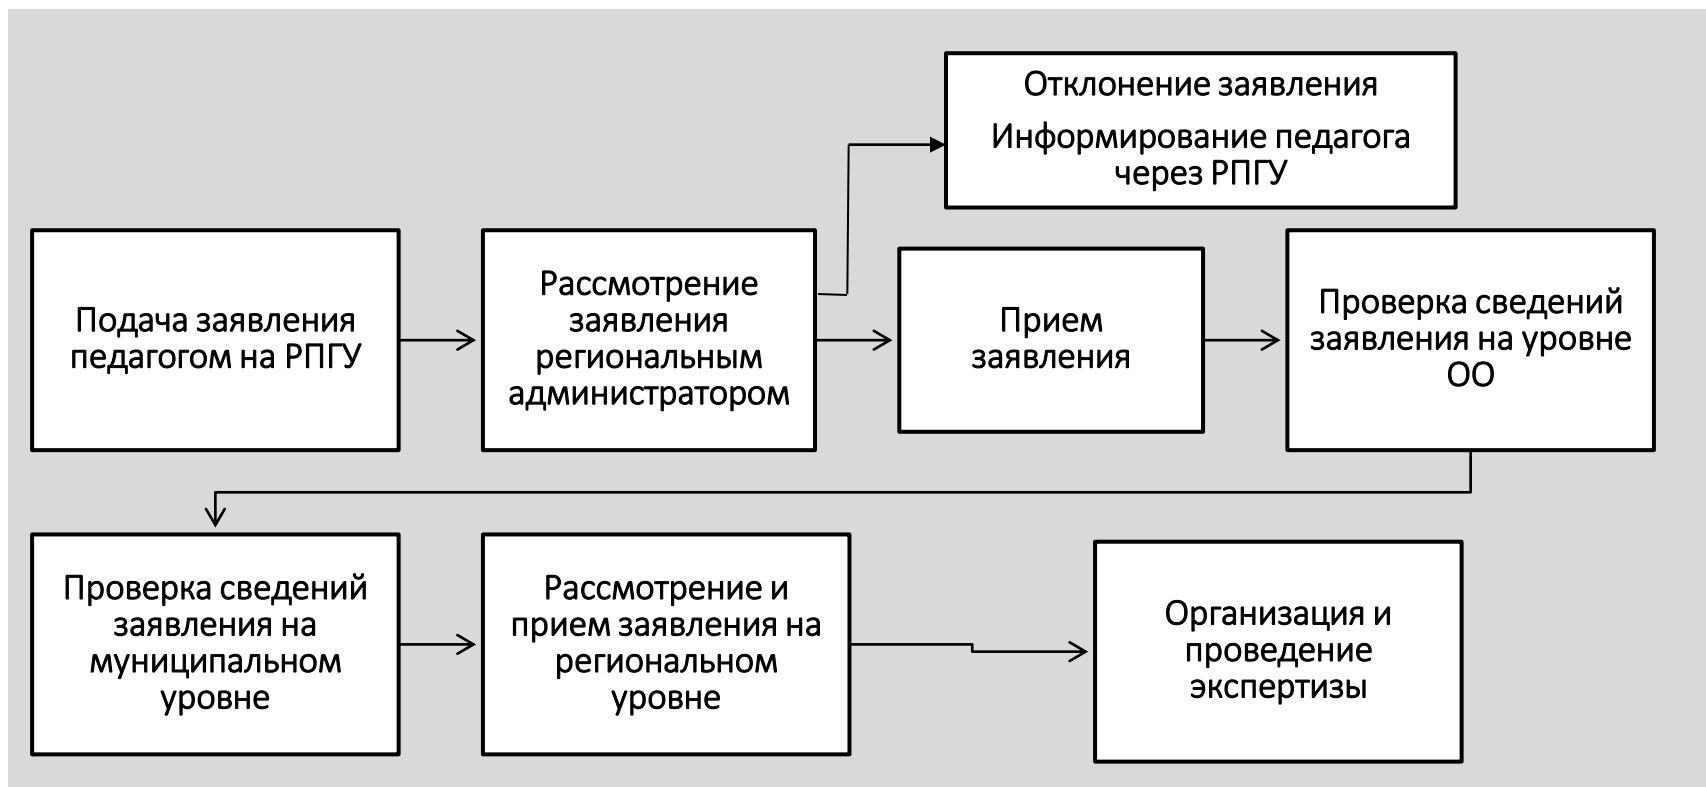 Отклонение заявления
Информирование педагога
через РПГУ
Подача заявления
педагогом на РПГУ
Рассмотрение
заявления
региональным
администратором
Прием
заявления
Проверка сведений
заявления на уровне
ОО
Проверка сведений
заявления на
муниципальном
уровне
Рассмотрение и
прием заявления на
региональном
уровне
Организация и
проведение
экспертизы